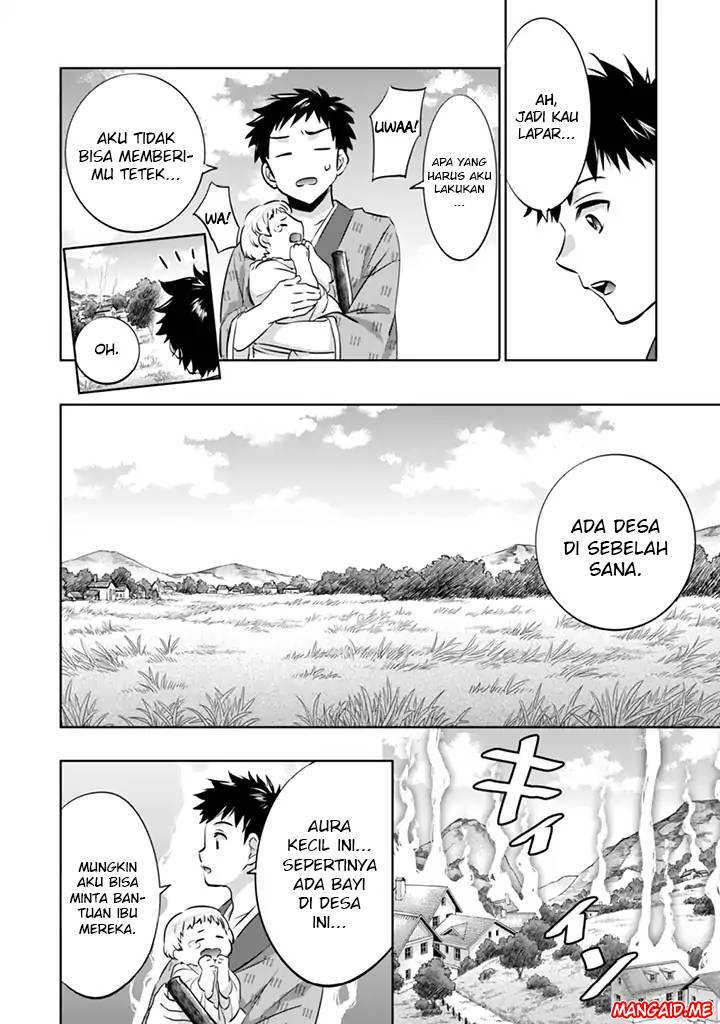 AH,
JADI KAU
LAPAR...
APA YANG
HARUS AKU
LAKUKAN
...
UWAA!
WA!
AKU TIDAK
BISA MEMBERI-
MU TETEK...
OH.
ADA DESA
DI SEBELAH
SANA.
キィィン
AURA
KECIL INI...
SEPERTINYA
ADA BAYI
DI DESA
INI...
MUNGKIN
AKU BISA
MINTA BAN-
TUAN IBU
MEREKA.
MANGAID.ME